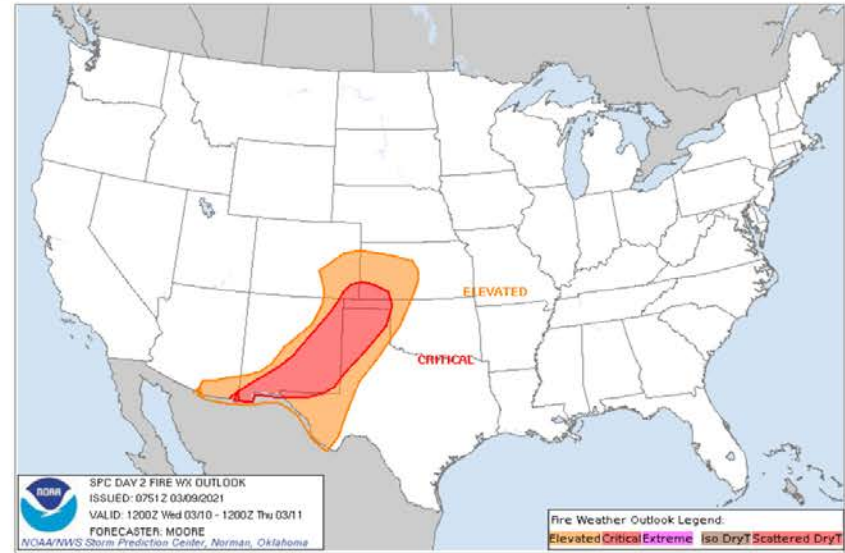 ELEVATED
CRITICAL
NOAA
SPC DAY 2 FIRE WX OUTLOOK
ISSUED: 0751Z 03/09/2021
VALID: 1200Z Wed 03/10 - 1200Z Thu 03/11
FORECASTER: MOORE
NOAA/NWS Storm Prediction Center, Norman, Oklahoma
Fire Weather Outlook Legend:
Elevated Critical Extreme Iso DryT Scattered DryT